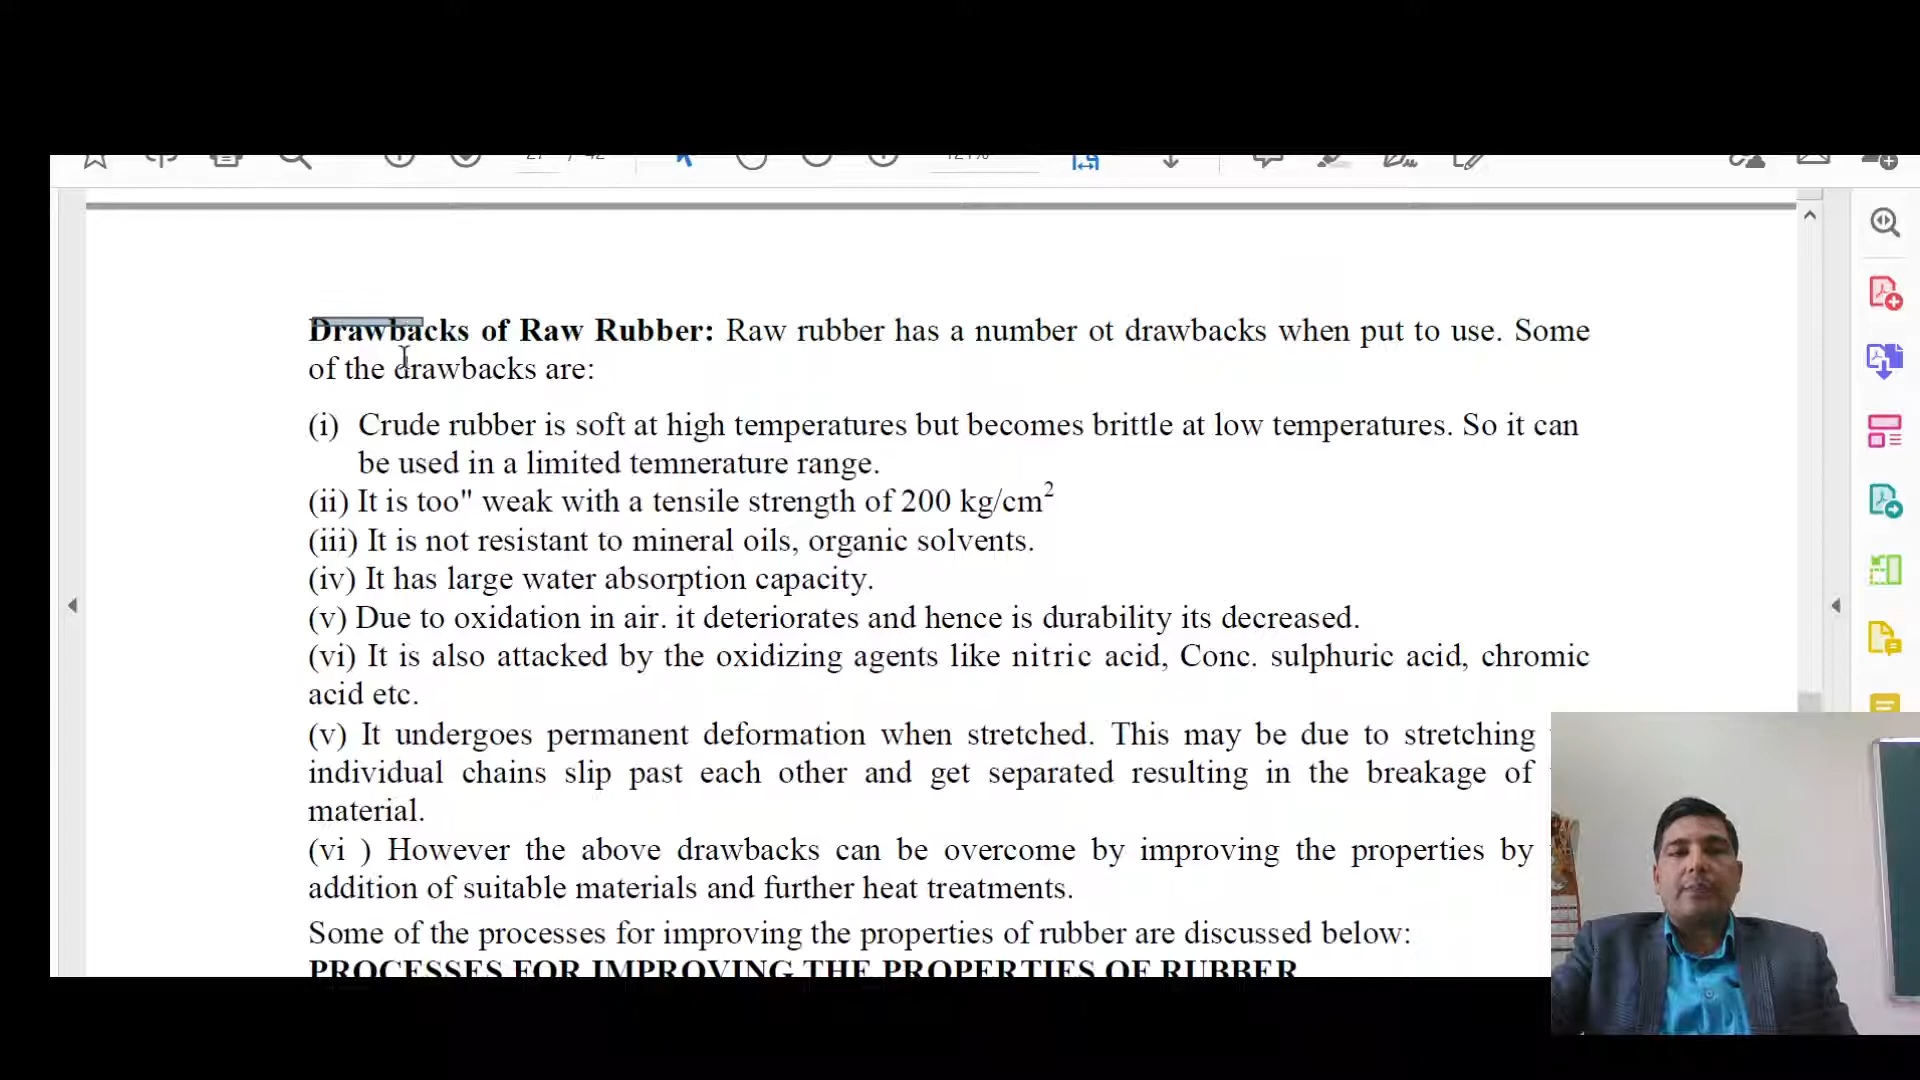 Drawbacks of Raw Rubber: Raw rubber has a number ot drawbacks when put to use. Some
of the drawbacks are:
(i) Crude rubber is soft at high temperatures but becomes brittle at low temperatures. So it can
be used in a limited temnerature range.
(ii) It is too" weak with a tensile strength of 200 kg/cm²
(iii) It is not resistant to mineral oils, organic solvents.
(iv) It has large water absorption capacity.
(v) Due to oxidation in air. it deteriorates and hence is durability its decreased.
(vi) It is also attacked by the oxidizing agents like nitric acid, Conc. sulphuric acid, chromic
acid etc.
(v) It undergoes permanent deformation when stretched. This may be due to stretching
individual chains slip past each other and get separated resulting in the breakage of
material.
(vi ) However the above drawbacks can be overcome by improving the properties by
addition of suitable materials and further heat treatments.
Some of the processes for improving the properties of rubber are discussed below:
PROCESSES FOR IMPROVING THE PROPERTIES OF RUBBER